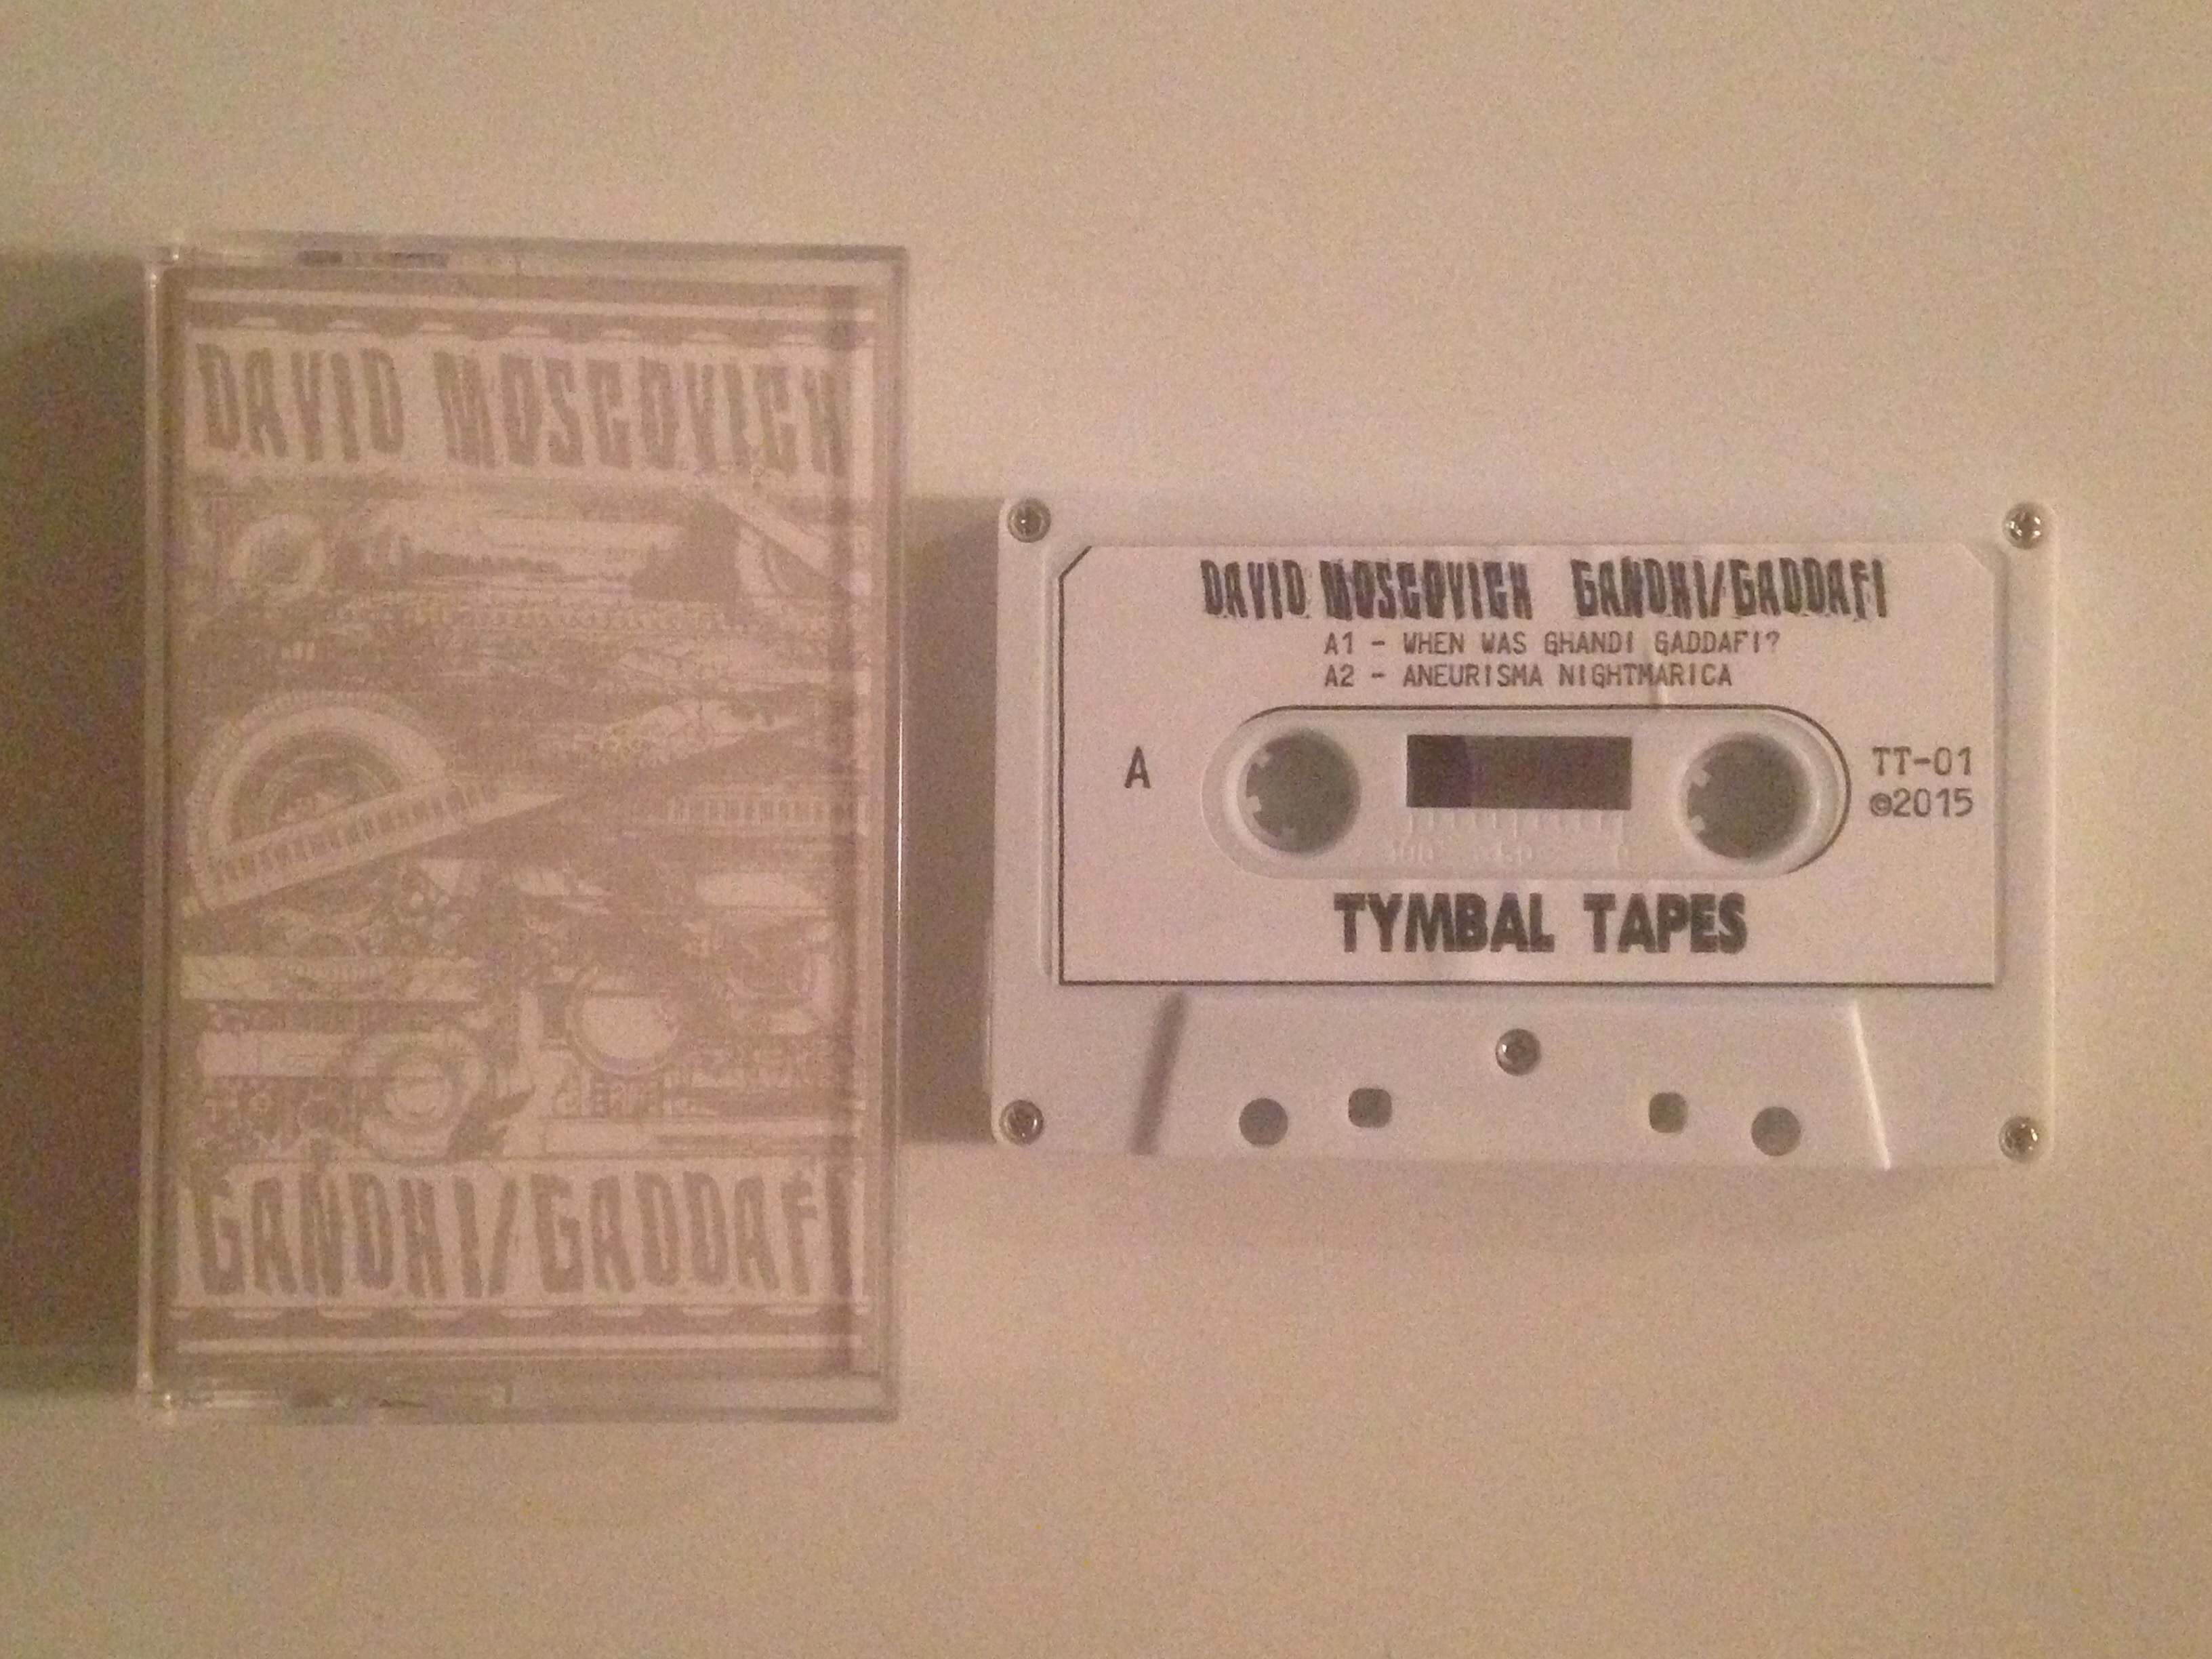 DAVID MOSCOVICH
GANDHI/GADDAFI
DAVID MOSCOVICH GANDHI/GADDAFI
A1 - WHEN WAS GHANDI GADDAFI?
A2 - ANEURISMA NIGHTMARICA
A
TT-01
©2015
TYMBAL TAPES